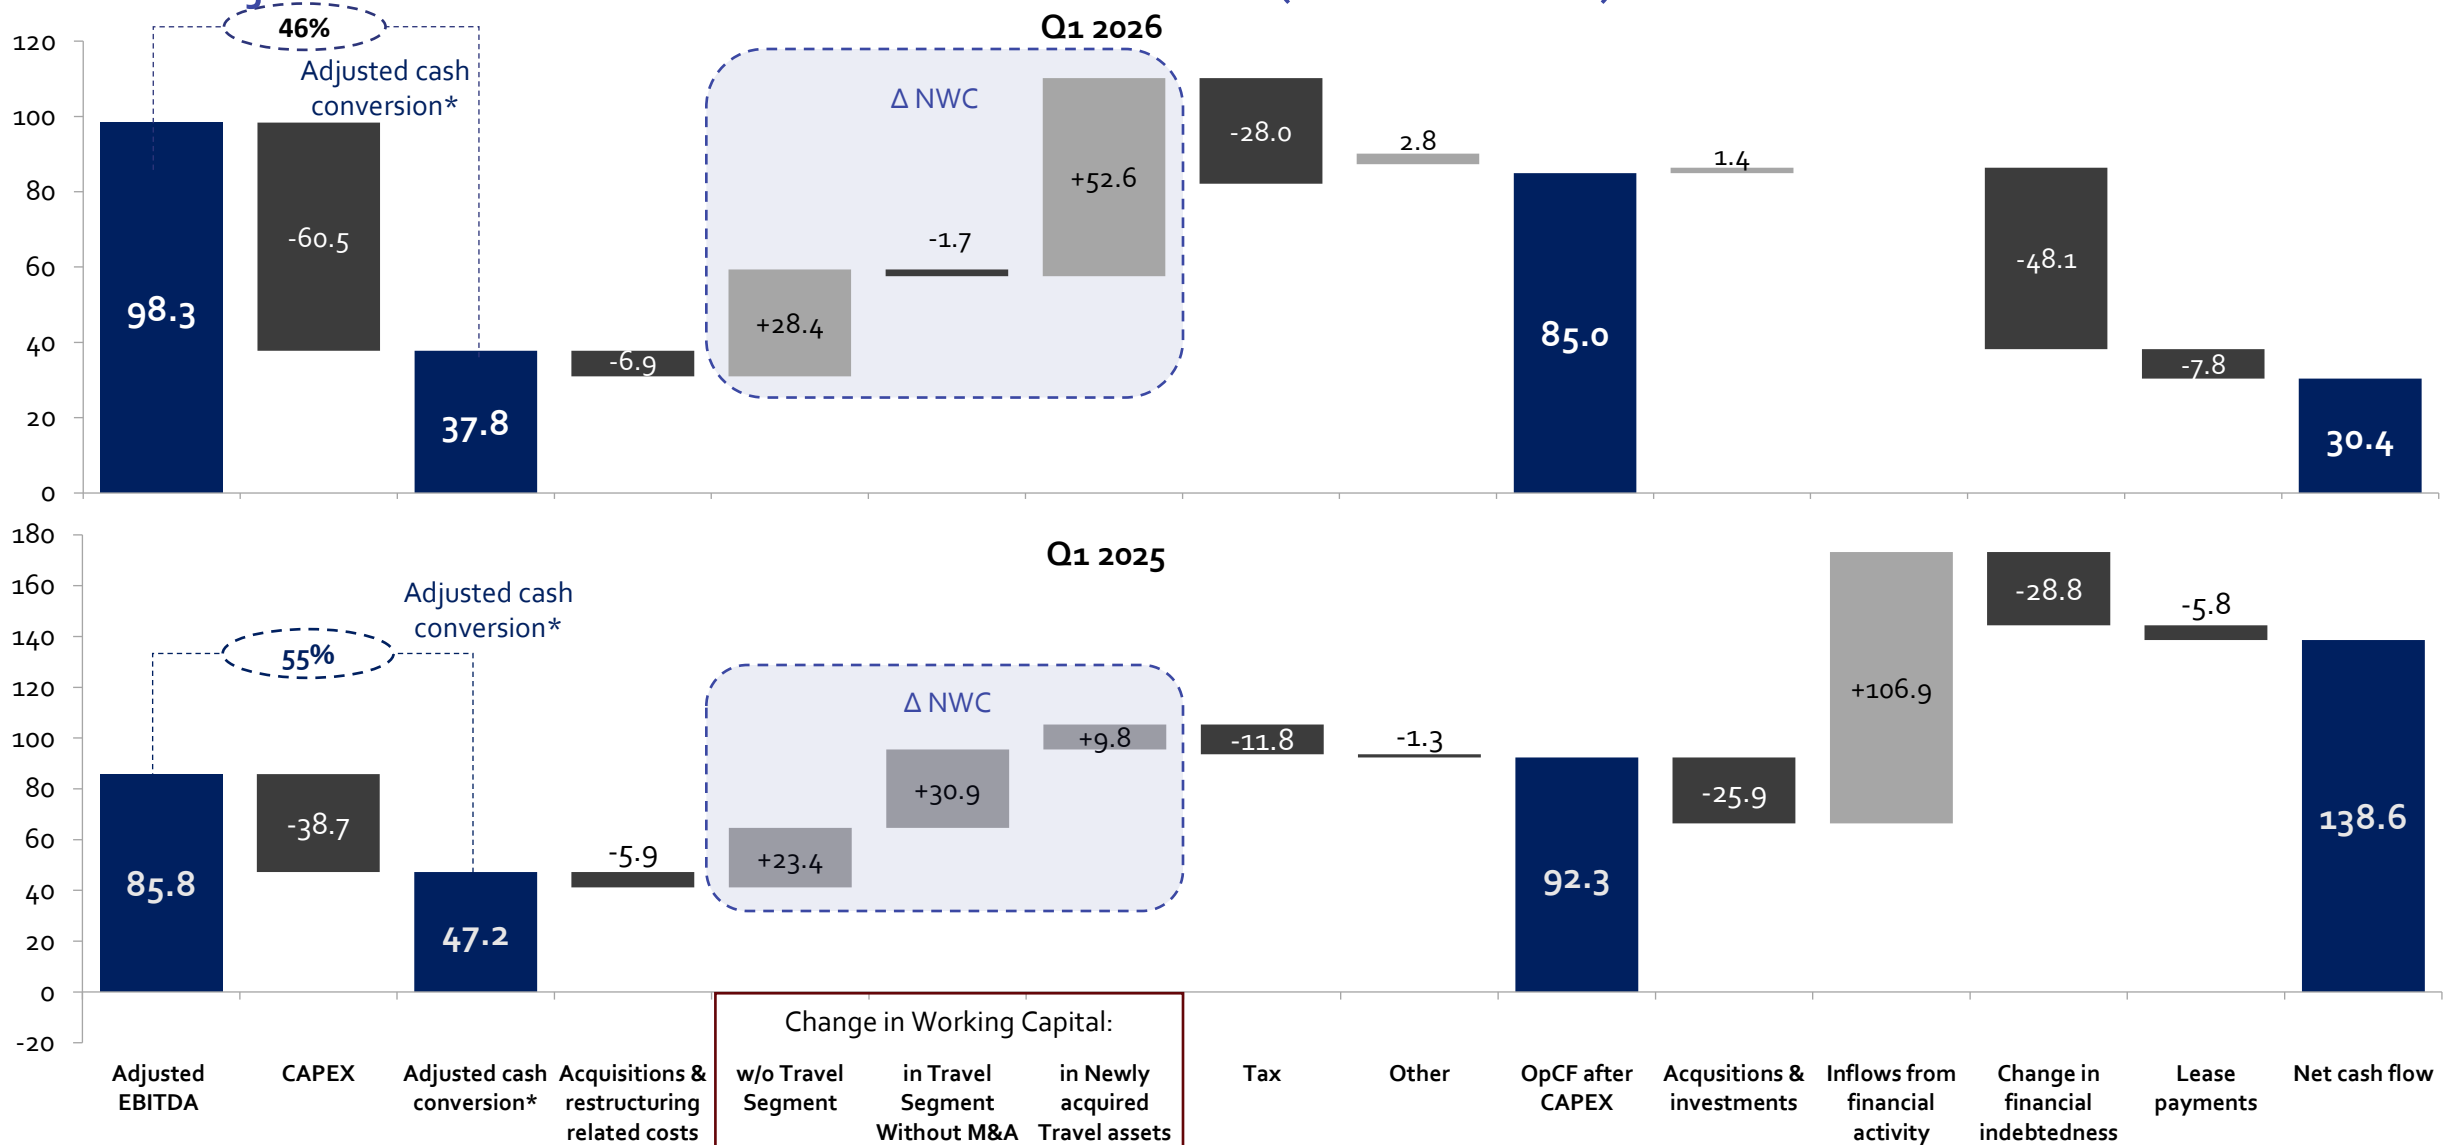 46%
Q1 2026
Adjusted cash
conversion*
Δ NWC
120
100
80
60
40
20
0
98.3
-60.5
37.8
-6.9
+28.4
-1.7
+52.6
-28.0
2.8
85.0
1.4
-48.1
-7.8
30.4
Q1 2025
Adjusted cash
conversion*
55%
Δ NWC
180
160
140
120
100
80
60
40
20
0
-20
85.8
-38.7
47.2
-5.9
+23.4
+30.9
+9.8
-11.8
-1.3
92.3
-25.9
+106.9
-28.8
-5.8
138.6
Change in Working Capital:
Adjusted
EBITDA
CAPEX
Adjusted cash
conversion*
Acquisitions &
restructuring
related costs
w/o Travel
Segment
in Travel
Segment
Without M&A
in Newly
acquired
Travel assets
Tax
Other
OpCF after
CAPEX
Acqusitions &
investments
Inflows from
financial
activity
Change in
financial
indebtedness
Lease
payments
Net cash flow